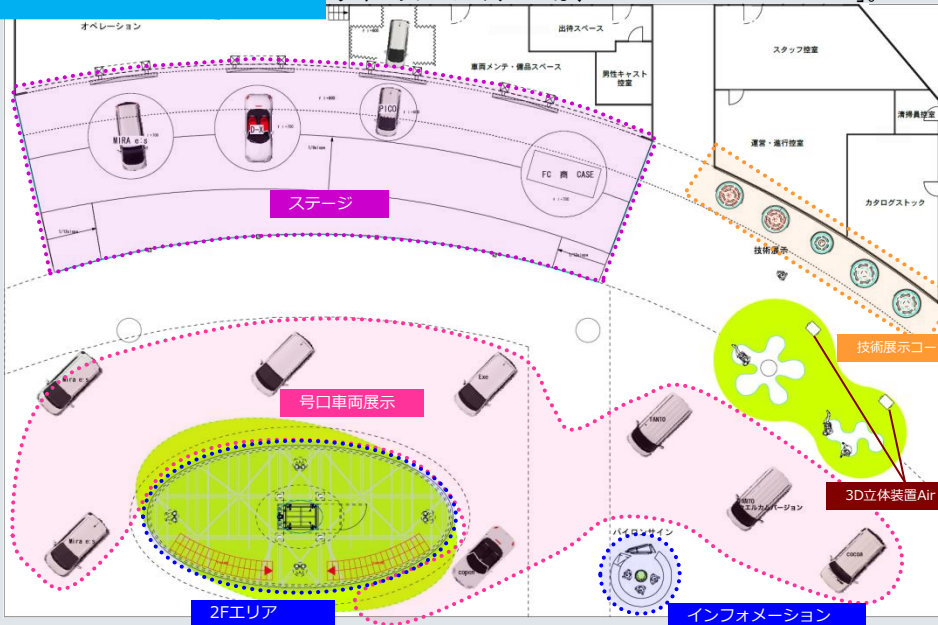 オペレーション
出待スペース
スタッフ控室
車両メンテ・備品スペース
男性キャスト
控室
清掃員控室
運営・進行控室
カタログストック
MIRA e:s
D-X
PICO
FC 商 CASE
ステージ
技術展示
技術展示コー
Mira e:s
Exe
号口車両展示
TANTO
3D立体装置Air
ウエルカムバージョン
パイロンサイン
Mira e:s
copen
cocoa
2Fエリア
インフォメーション